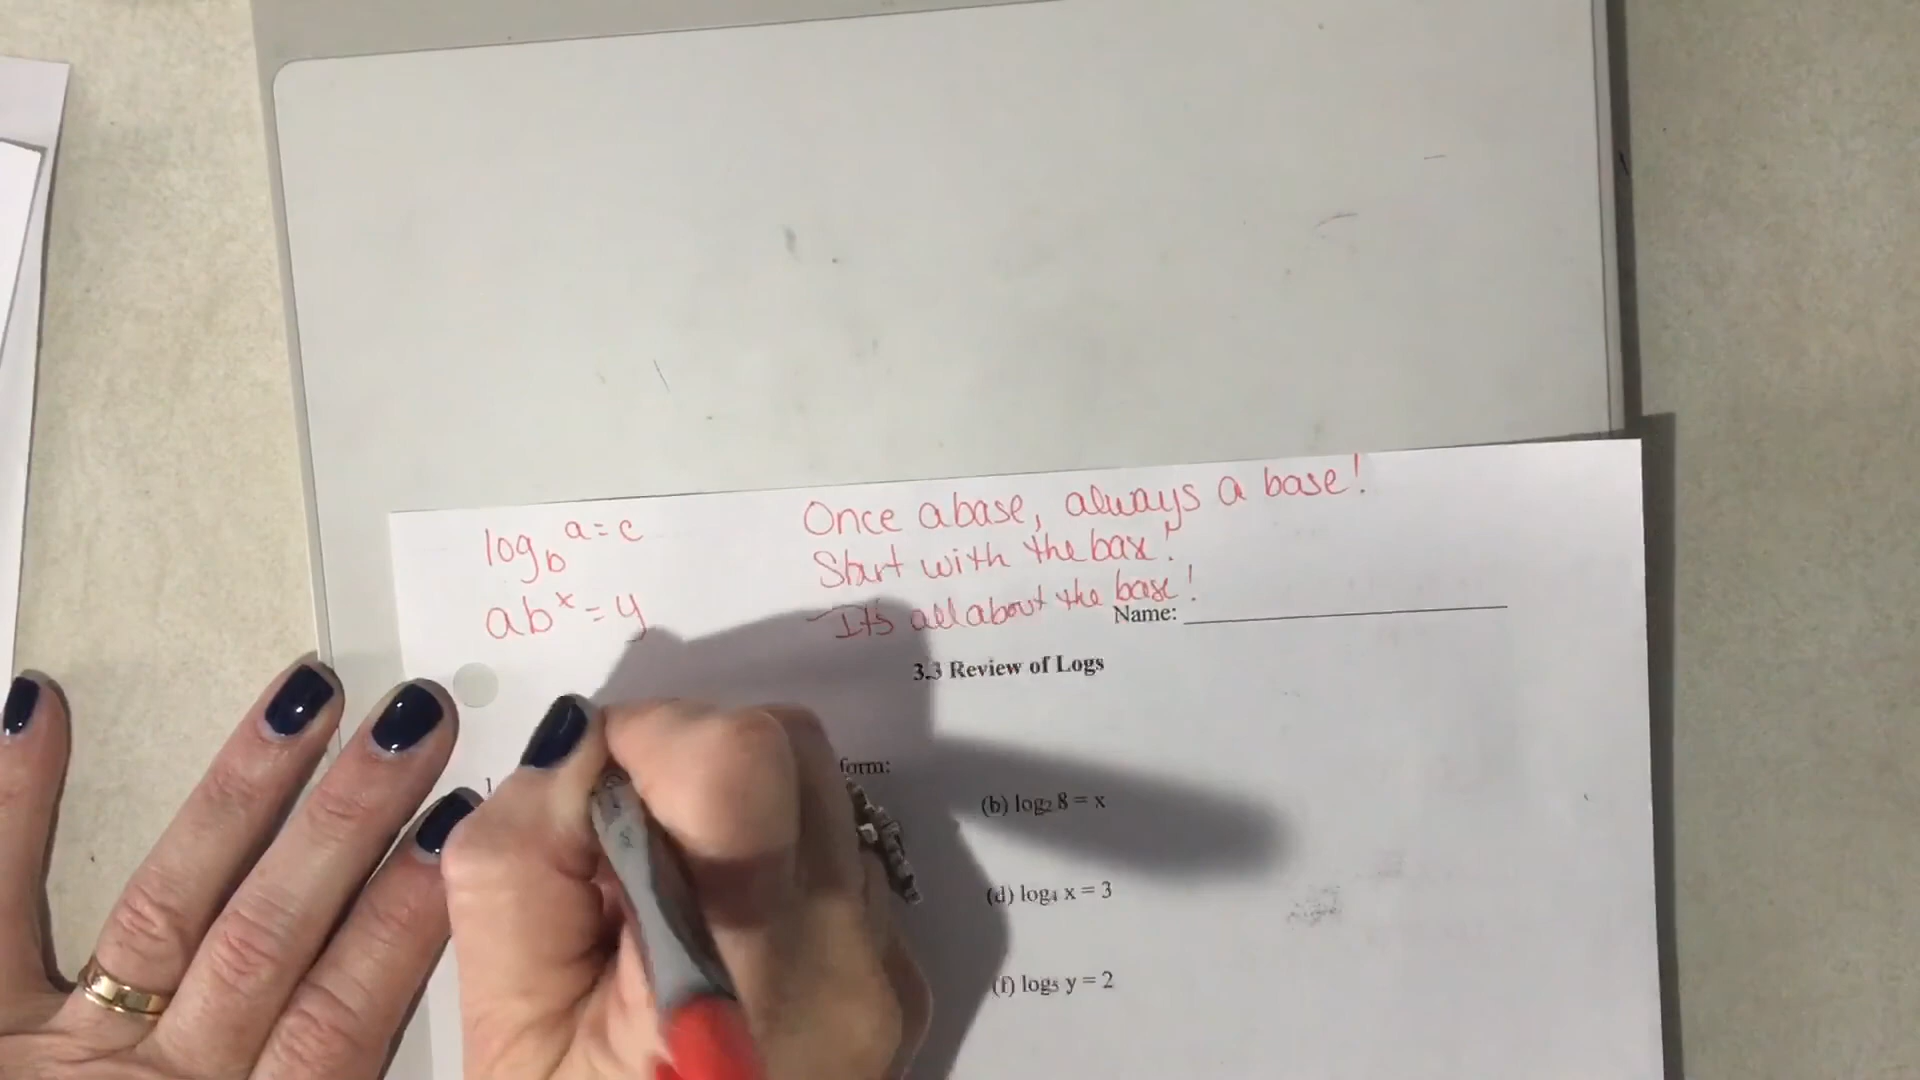 log_b a = c
ab^x = y
Once a base, always a base!
Start with the base!
It's all about the base!
Name:
3.3 Review of Logs
1
form:
(b) log₂ 8 = x
(d) log₄ x = 3
(f) log₅ y = 2